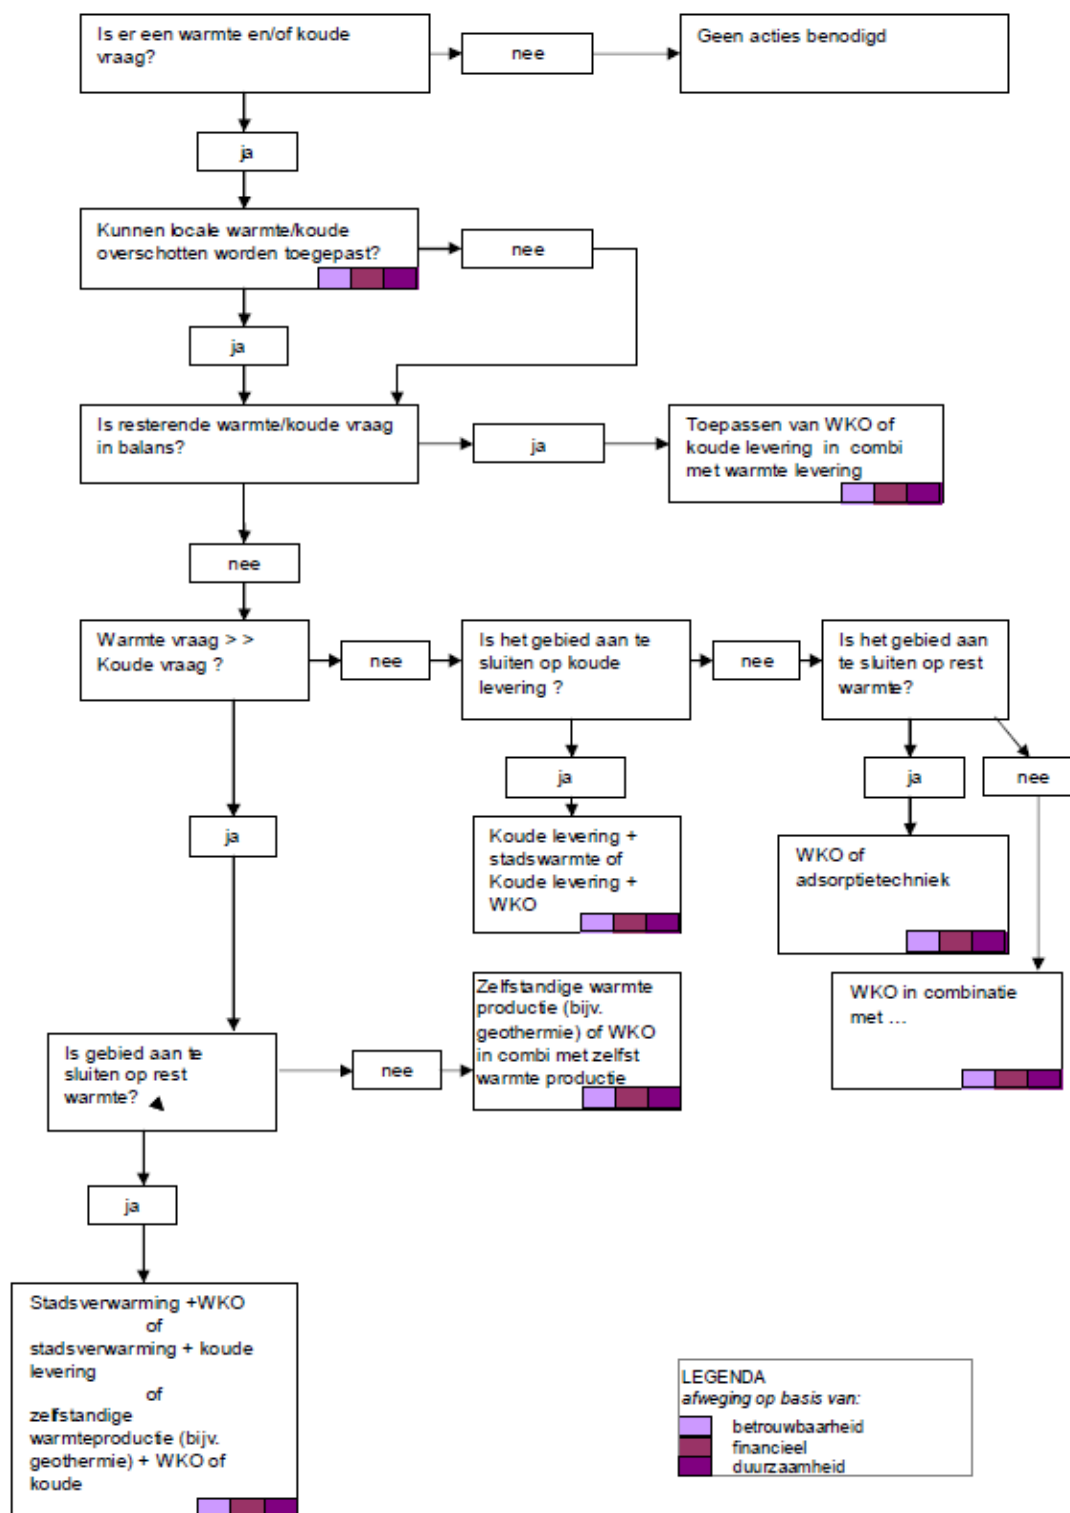 Is er een warmte en/of koude
vraag?
nee
Geen acties benodigd
ja
Kunnen locale warmte/koude
overschotten worden toegepast?
nee
ja
Is resterende warmte/koude vraag
in balans?
ja
Toepassen van WKO of
koude levering in combi
met warmte levering
nee
Warmte vraag > >
Koude vraag ?
nee
Is het gebied aan te
sluiten op koude
levering ?
nee
Is het gebied aan
te sluiten op rest
warmte?
ja
ja
nee
ja
Koude levering +
stadswarmte of
Koude levering +
WKO
WKO of
adsorptietechniek
Zelfstandige warmte
productie (bijv.
geothermie) of WKO
in combi met zelfst
warmte productie
WKO in combinatie
met ...
Is gebied aan te
sluiten op rest
warmte?
nee
ja
Stadsverwarming +WKO
of
stadsverwarming + koude
levering
of
zelfstandige
warmteproductie (bijv.
geothermie) + WKO of
koude
LEGENDA
afweging op basis van:
betrouwbaarheid
financieel
duurzaamheid